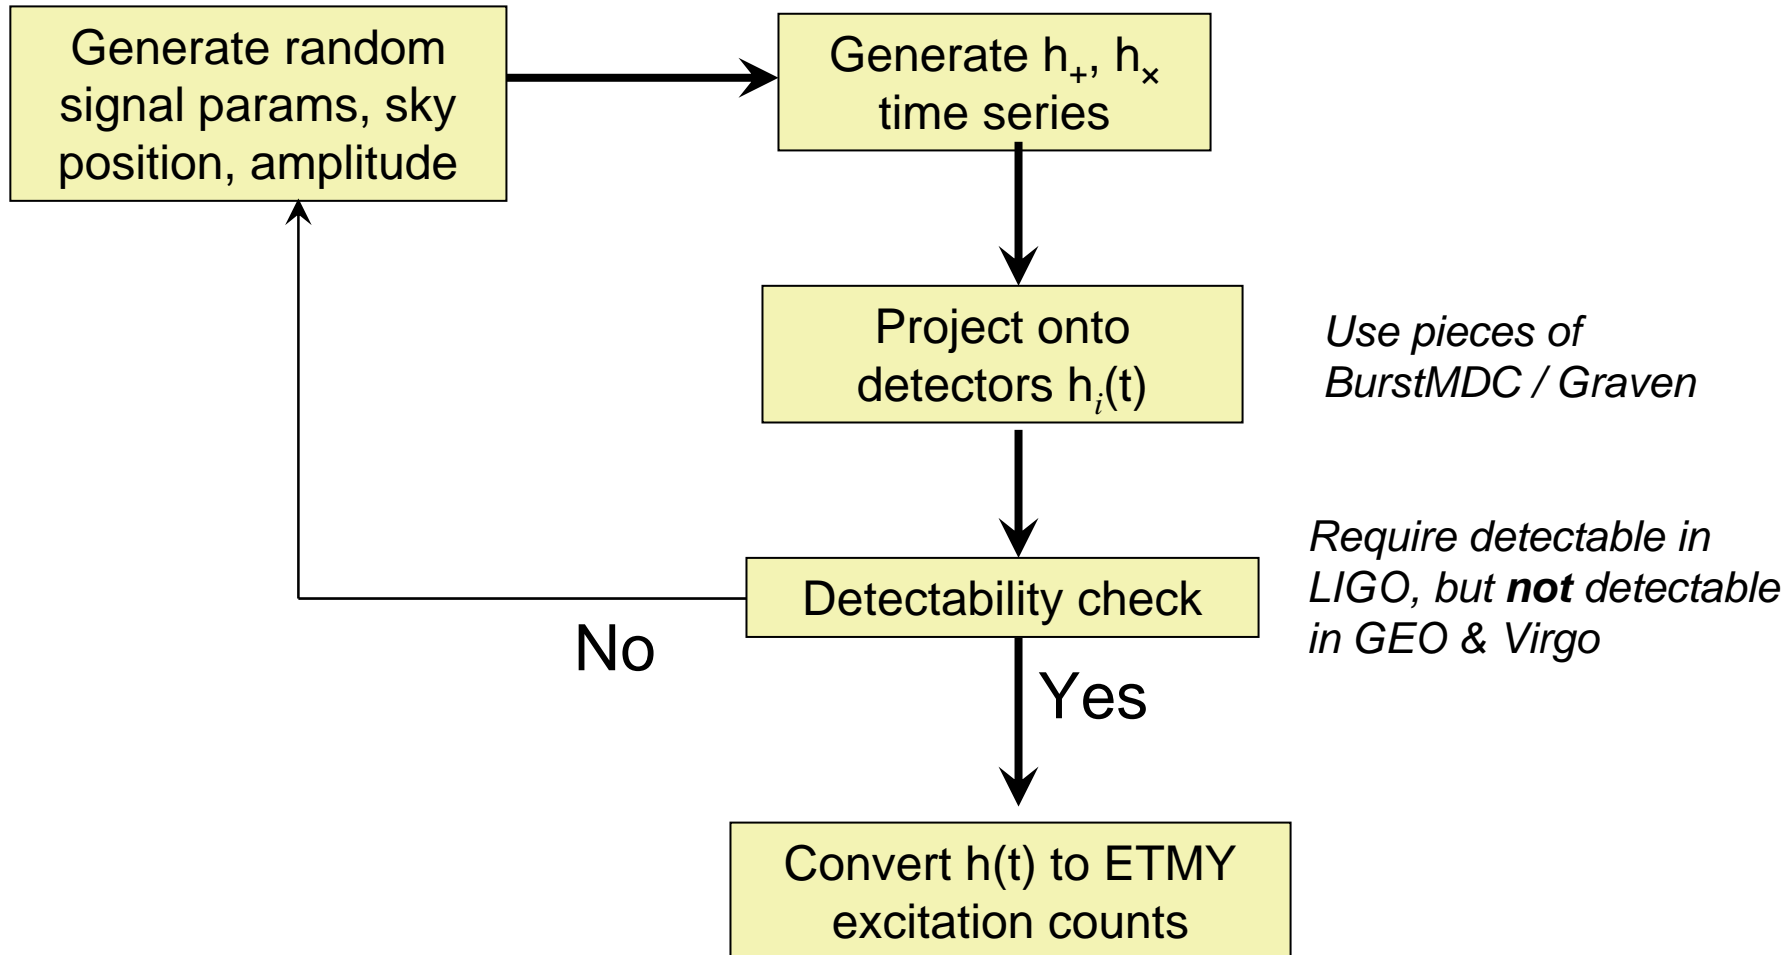 Generate random
signal params, sky
position, amplitude
Generate h₊, hₓ
time series
Project onto
detectors hᵢ(t)
Use pieces of
BurstMDC / Graven
Detectability check
Require detectable in
LIGO, but not detectable
in GEO & Virgo
No
Yes
Convert h(t) to ETMY
excitation counts